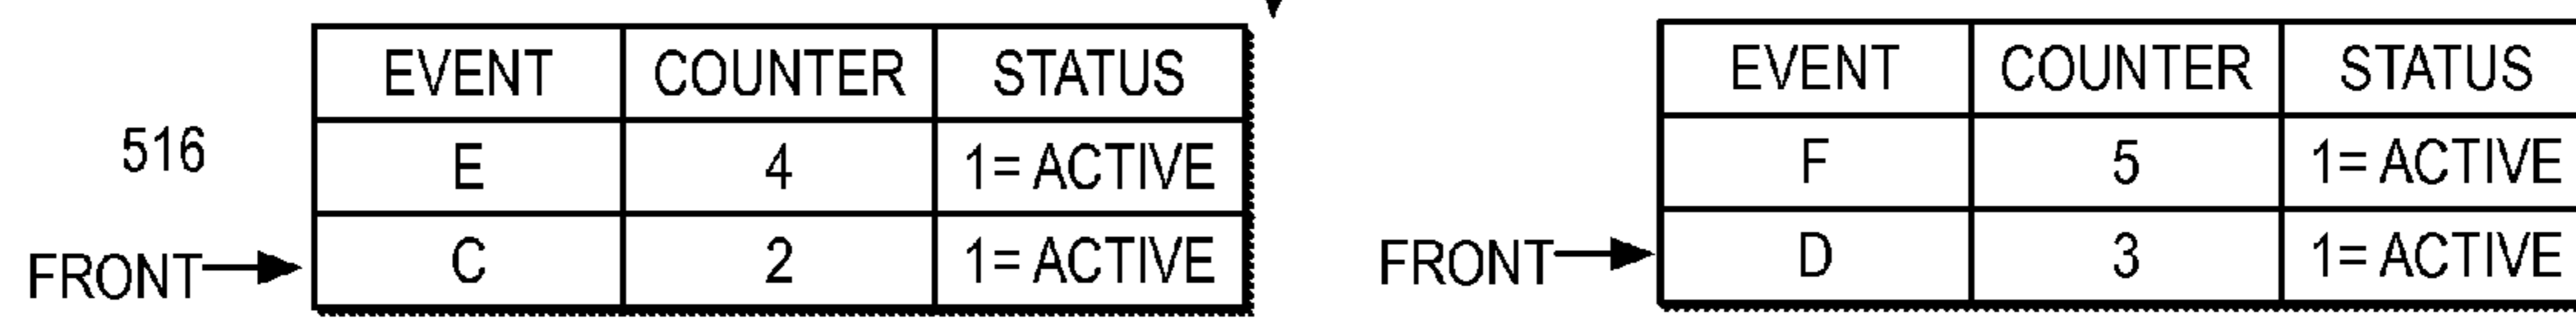 EVENT COUNTER STATUS
516 E 4 1= ACTIVE
FRONT C 2 1= ACTIVE
EVENT COUNTER STATUS
F 5 1= ACTIVE
FRONT D 3 1= ACTIVE